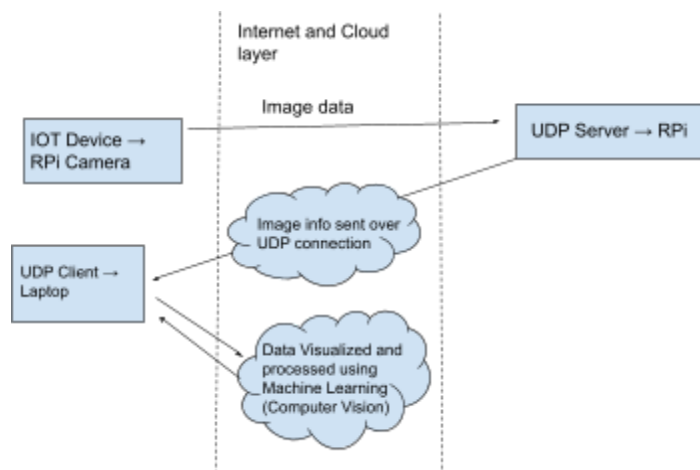 Internet and Cloud
layer
Image data
IOT Device →
RPi Camera
UDP Server → RPi
Image info sent over
UDP connection
UDP Client →
Laptop
Data Visualized and
processed using
Machine Learning
(Computer Vision)